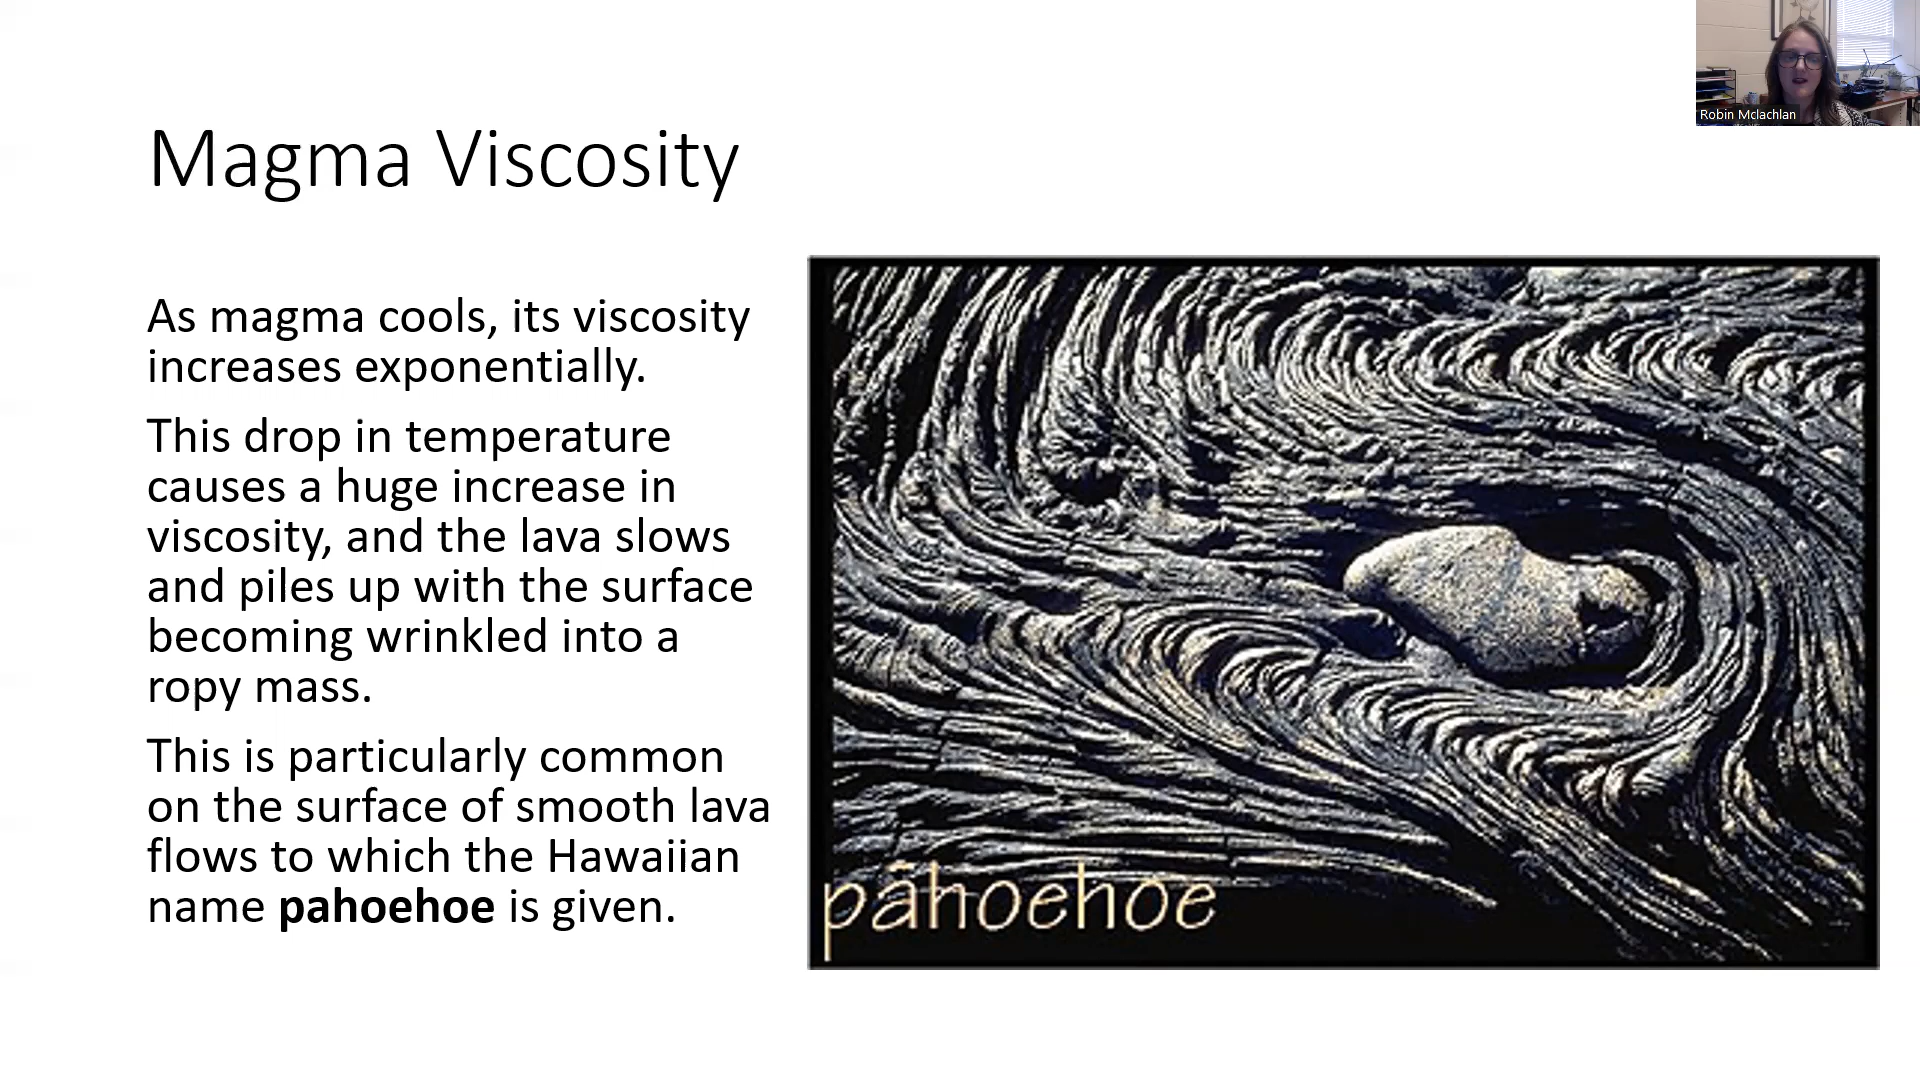 Robin Mclachlan
Magma Viscosity
As magma cools, its viscosity
increases exponentially.
This drop in temperature
causes a huge increase in
viscosity, and the lava slows
and piles up with the surface
becoming wrinkled into a
ropy mass.
This is particularly common
on the surface of smooth lava
flows to which the Hawaiian
name pahoehoe is given.
pāhoehoe